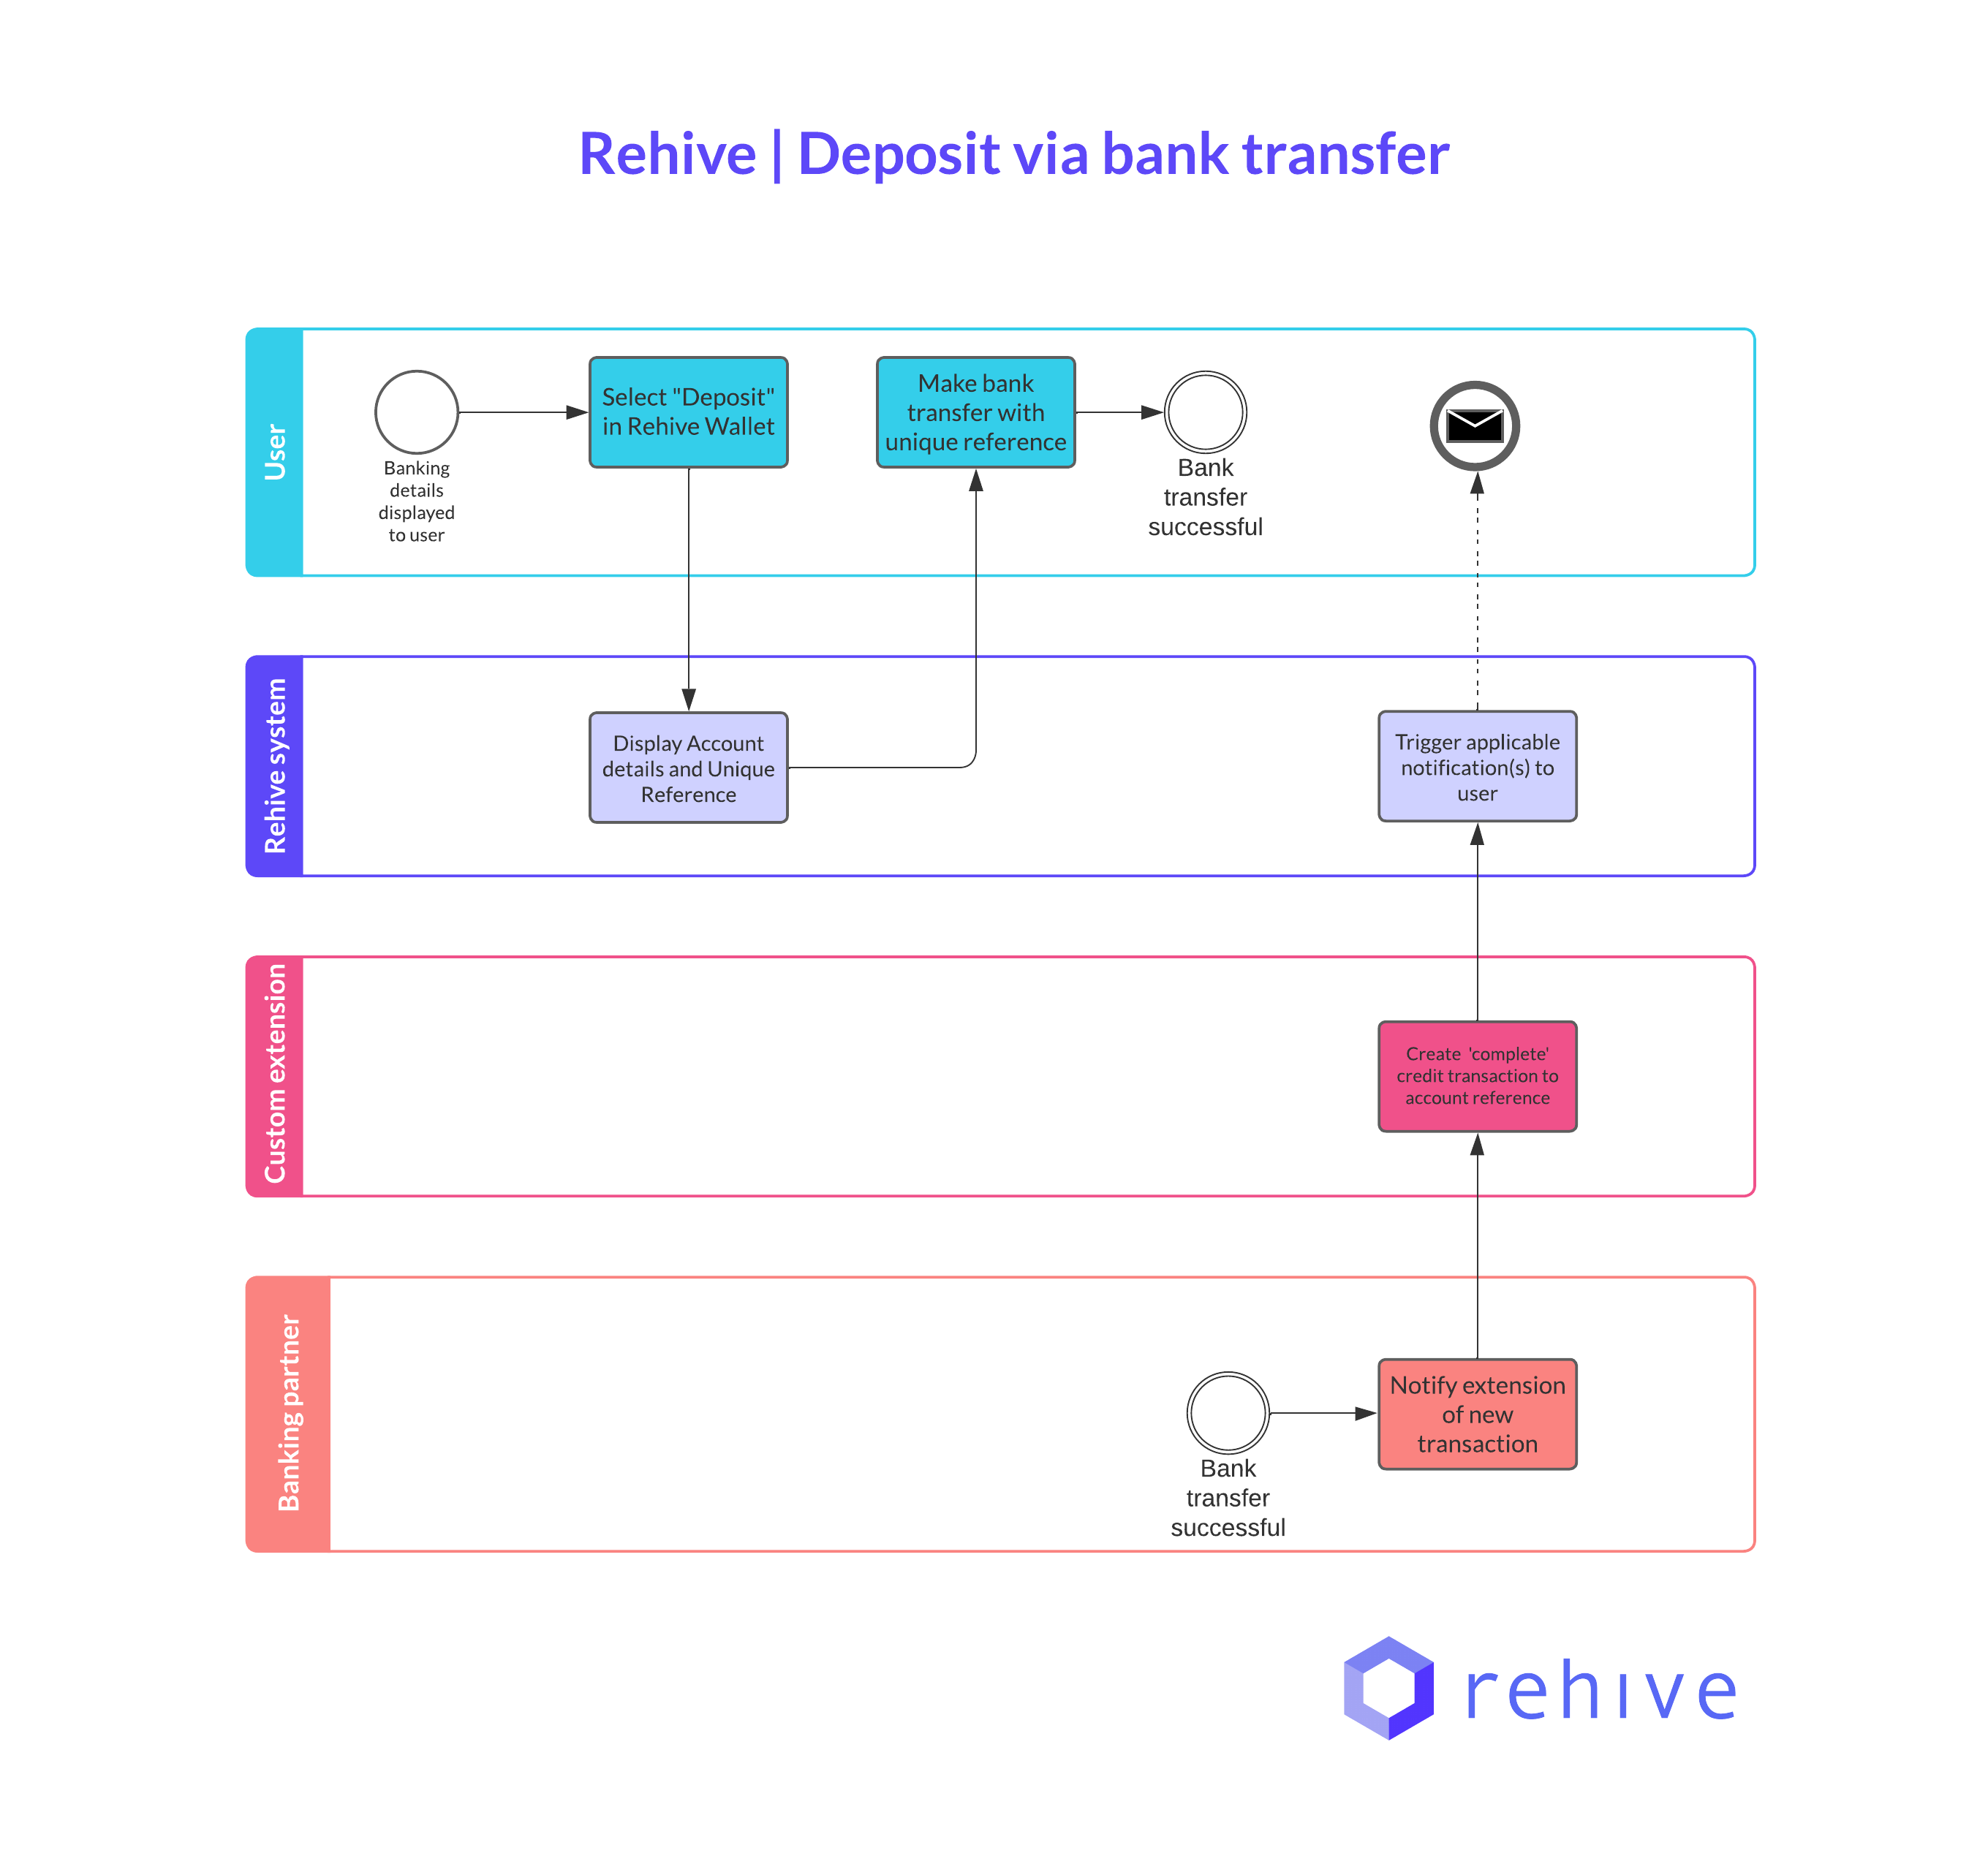 Rehive | Deposit via bank transfer
User
Banking
details
displayed
to user
Select "Deposit"
in Rehive Wallet
Make bank
transfer with
unique reference
Bank
transfer
successful
Rehive system
Display Account
details and Unique
Reference
Trigger applicable
notification(s) to
user
Custom extension
Create 'complete'
credit transaction to
account reference
Banking partner
Bank
transfer
successful
Notify extension
of new
transaction
rehive